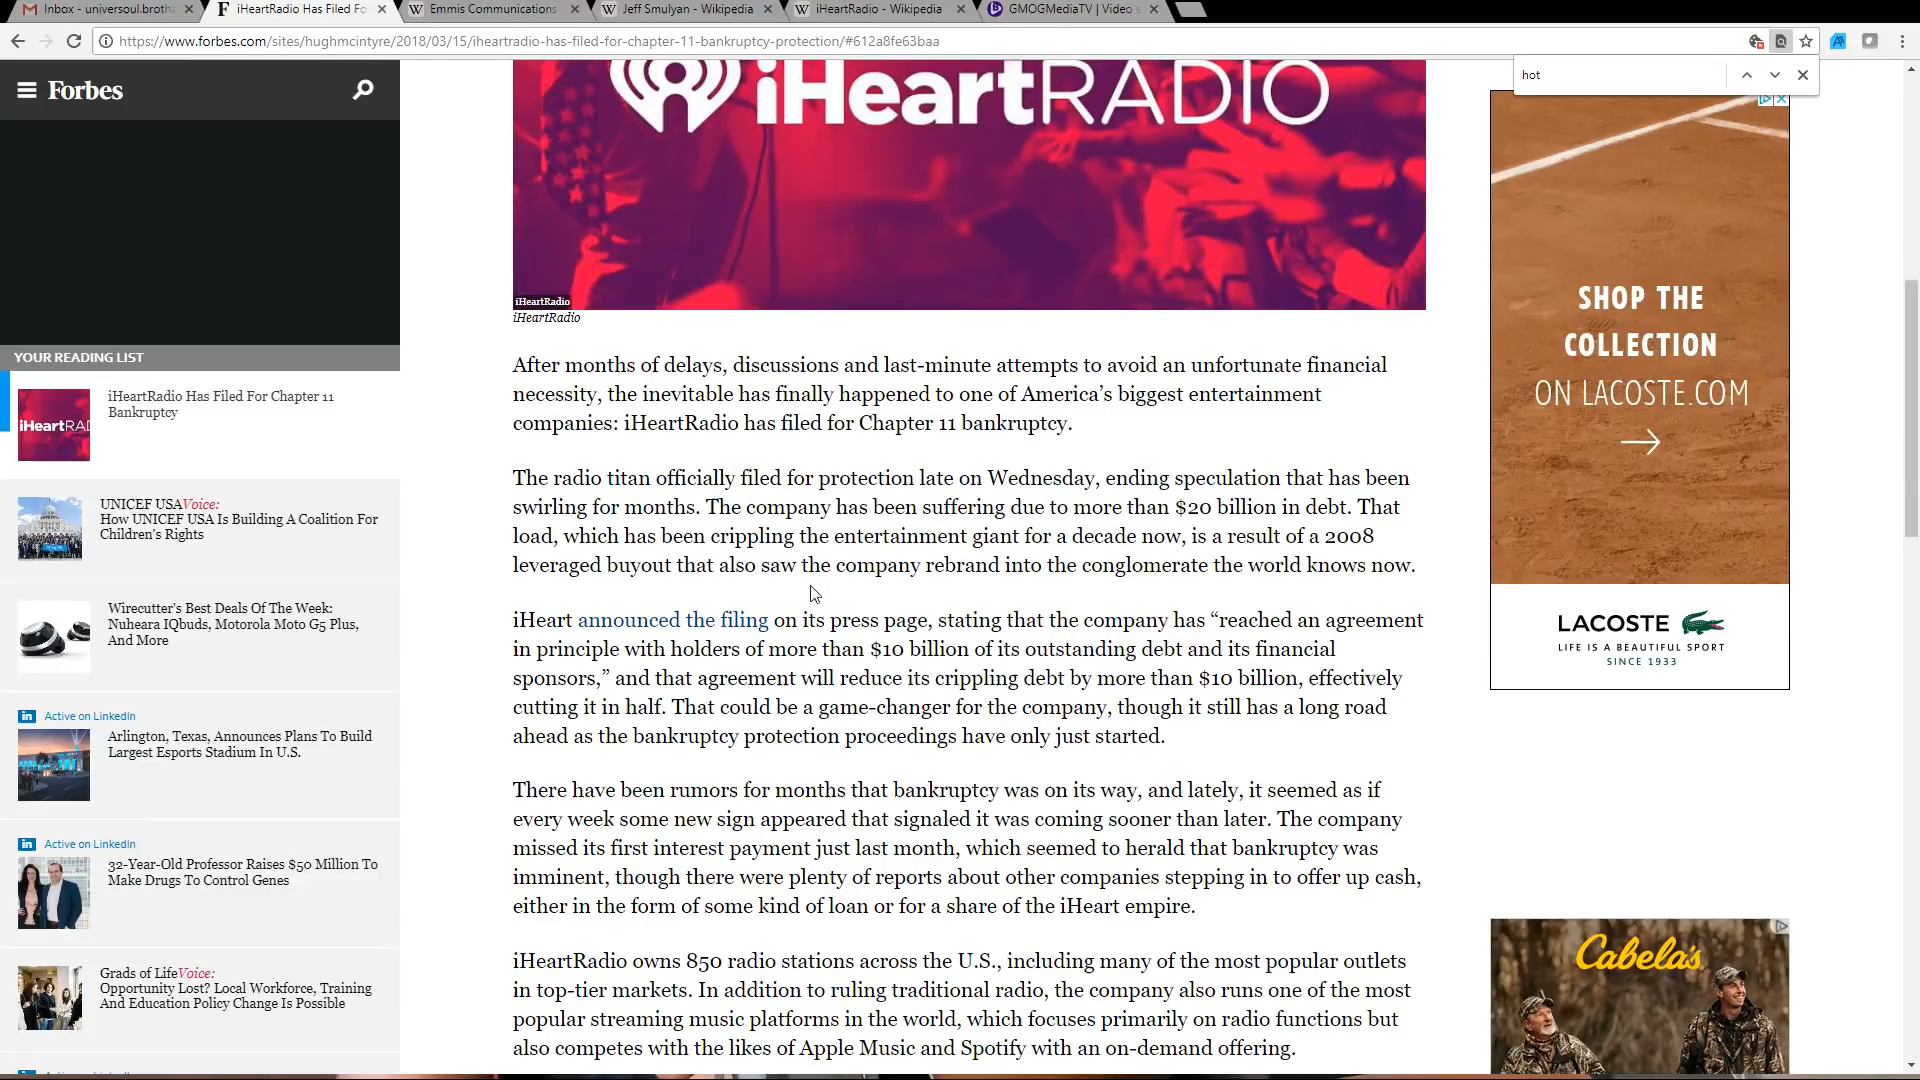 Inbox - universoul.broth
iHeartRadio Has Filed Fo
Emmis Communications
Jeff Smulyan - Wikipedia
iHeartRadio - Wikipedia
GMOGMediaTV | Video
https://www.forbes.com/sites/hughmcintyre/2018/03/15/iheartradio-has-filed-for-chapter-11-bankruptcy-protection/#612a8fe63baa
hot
Forbes
YOUR READING LIST
iHeartRAD
iHeartRadio Has Filed For Chapter 11
Bankruptcy
UNICEF USAVoice:
How UNICEF USA Is Building A Coalition For
Children's Rights
Wirecutter's Best Deals Of The Week:
Nuheara IQbuds, Motorola Moto G5 Plus,
And More
in Active on LinkedIn
Arlington, Texas, Announces Plans To Build
Largest Esports Stadium In U.S.
in Active on LinkedIn
32-Year-Old Professor Raises $50 Million To
Make Drugs To Control Genes
Grads of LifeVoice:
Opportunity Lost? Local Workforce, Training
And Education Policy Change Is Possible
iHeartRADIO
iHeartRadio
iHeartRadio
After months of delays, discussions and last-minute attempts to avoid an unfortunate financial
necessity, the inevitable has finally happened to one of America’s biggest entertainment
companies: iHeartRadio has filed for Chapter 11 bankruptcy.
The radio titan officially filed for protection late on Wednesday, ending speculation that has been
swirling for months. The company has been suffering due to more than $20 billion in debt. That
load, which has been crippling the entertainment giant for a decade now, is a result of a 2008
leveraged buyout that also saw the company rebrand into the conglomerate the world knows now.
iHeart announced the filing on its press page, stating that the company has “reached an agreement
in principle with holders of more than $10 billion of its outstanding debt and its financial
sponsors,” and that agreement will reduce its crippling debt by more than $10 billion, effectively
cutting it in half. That could be a game-changer for the company, though it still has a long road
ahead as the bankruptcy protection proceedings have only just started.
There have been rumors for months that bankruptcy was on its way, and lately, it seemed as if
every week some new sign appeared that signaled it was coming sooner than later. The company
missed its first interest payment just last month, which seemed to herald that bankruptcy was
imminent, though there were plenty of reports about other companies stepping in to offer up cash,
either in the form of some kind of loan or for a share of the iHeart empire.
iHeartRadio owns 850 radio stations across the U.S., including many of the most popular outlets
in top-tier markets. In addition to ruling traditional radio, the company also runs one of the most
popular streaming music platforms in the world, which focuses primarily on radio functions but
also competes with the likes of Apple Music and Spotify with an on-demand offering.
SHOP THE
COLLECTION
ON LACOSTE.COM
LACOSTE
LIFE IS A BEAUTIFUL SPORT
SINCE 1933
Cabela's